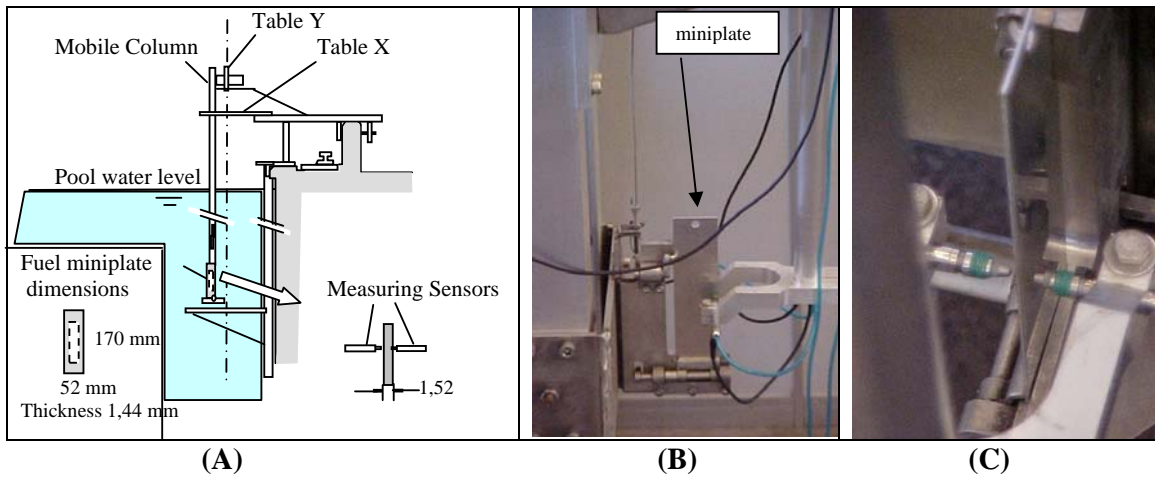 Table Y
Mobile Column
Table X
Pool water level
Fuel miniplate
dimensions
170 mm
52 mm
Thickness 1,44 mm
Measuring Sensors
1,52
miniplate
(A)
(B)
(C)